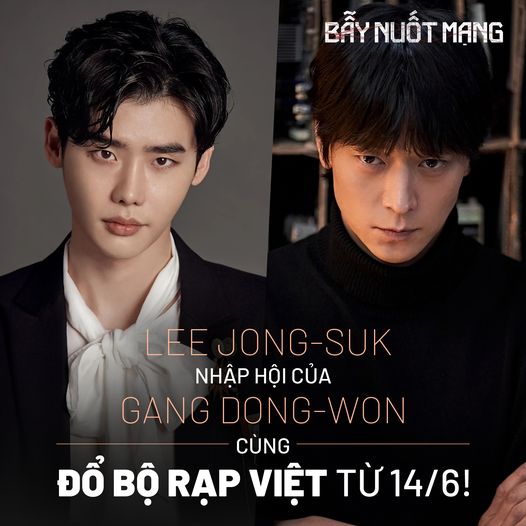 BẪY NUỐT MẠNG
LEE JONG-SUK
NHẬP HỘI CỦA
GANG DONG-WON
CÙNG
ĐỔ BỘ RẠP VIỆT TỪ 14/6!